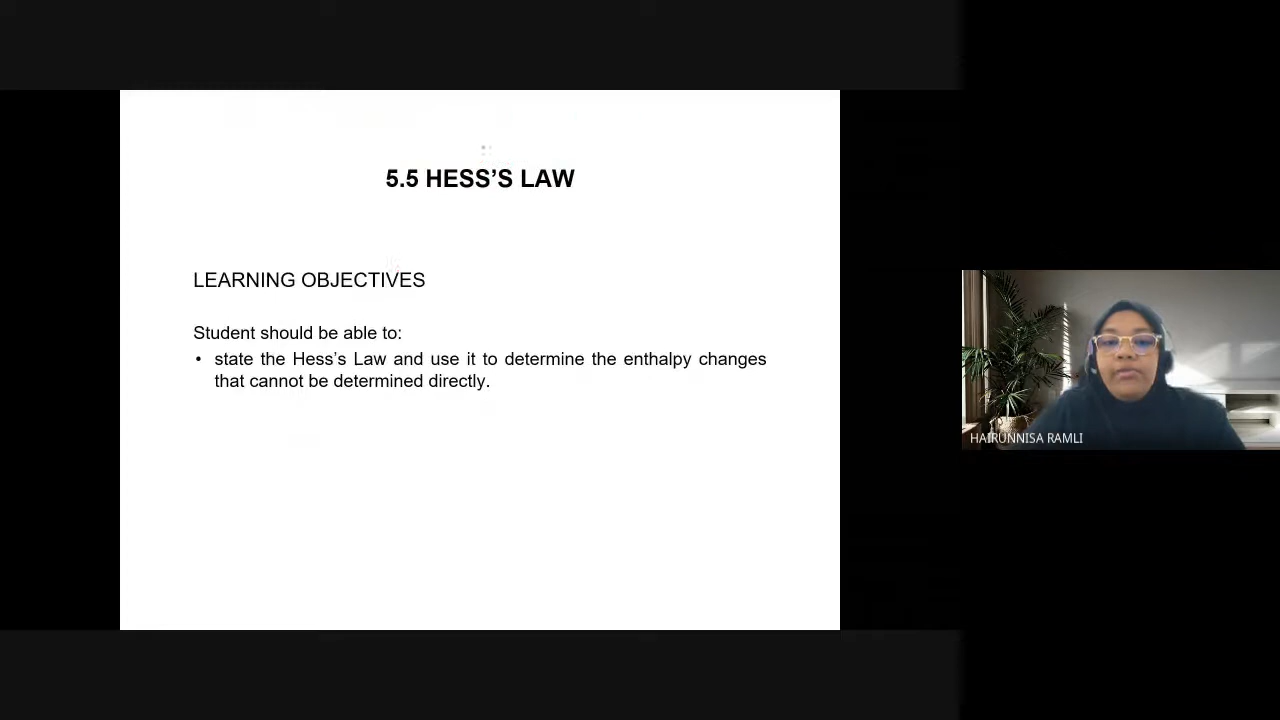 5.5 HESS’S LAW
LEARNING OBJECTIVES
Student should be able to:
• state the Hess’s Law and use it to determine the enthalpy changes
that cannot be determined directly.
HAIRUNNISA RAMLI